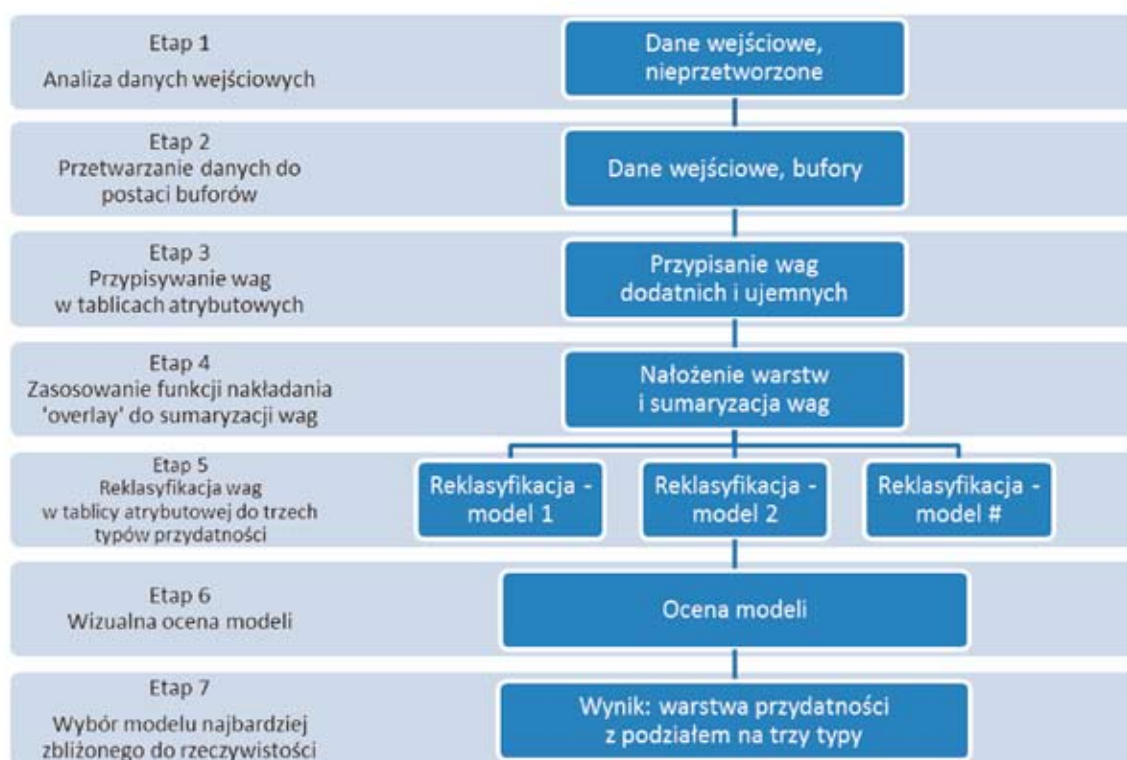 Etap 1
Analiza danych wejściowych
Dane wejściowe,
nieprzetworzone
Etap 2
Przetwarzanie danych do
postaci buforów
Dane wejściowe, bufory
Etap 3
Przypisywanie wag
w tablicach atrybutowych
Przypisanie wag
dodatnich i ujemnych
Etap 4
Zasosowanie funkcji nakładania
'overlay' do sumaryzacji wag
Nałożenie warstw
i sumaryzacja wag
Etap 5
Reklasyfikacja wag
w tablicy atrybutowej do trzech
typów przydatności
Reklasyfikacja -
model 1
Reklasyfikacja -
model 2
Reklasyfikacja -
model #
Etap 6
Wizualna ocena modeli
Ocena modeli
Etap 7
Wybór modelu najbardziej
zbliżonego do rzeczywistości
Wynik: warstwa przydatności
z podziałem na trzy typy